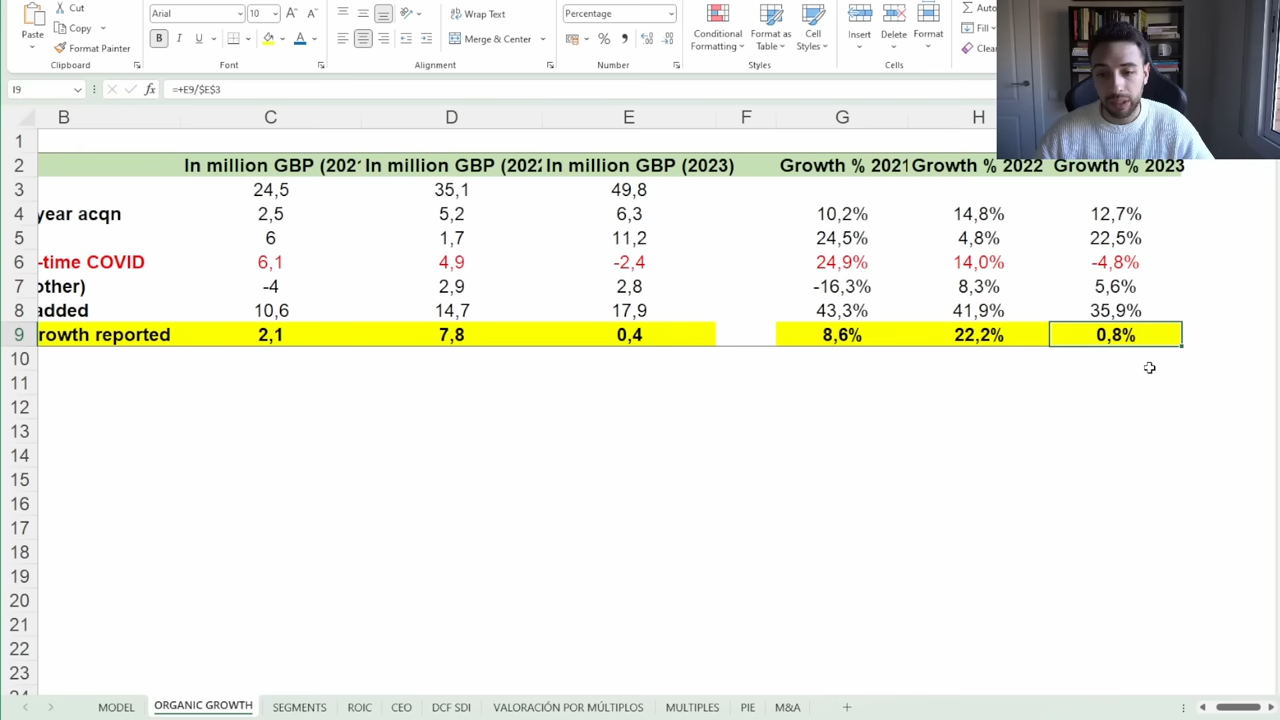 Cut
Copy
Format Painter
Paste
Clipboard
Arial
10
A A
B I U
A
Font
Wrap Text
Merge & Center
Alignment
Percentage
%
Number
Conditional Formatting
Format as Table
Cell Styles
Styles
Insert
Delete
Format
Cells
Auto
Fill
Clea
I9
fx
=+E9/$E$3
B C D E F G H
1
2 In million GBP (202 In million GBP (202 In million GBP (2023) Growth % 2021 Growth % 2022 Growth % 2023
3 24,5 35,1 49,8
4 year acqn 2,5 5,2 6,3 10,2% 14,8% 12,7%
5 6 1,7 11,2 24,5% 4,8% 22,5%
6 -time COVID 6,1 4,9 -2,4 24,9% 14,0% -4,8%
7 other) -4 2,9 2,8 -16,3% 8,3% 5,6%
8 added 10,6 14,7 17,9 43,3% 41,9% 35,9%
9 rowth reported 2,1 7,8 0,4 8,6% 22,2% 0,8%
10
11
12
13
14
15
16
17
18
19
20
21
22
23
24
MODEL ORGANIC GROWTH SEGMENTS ROIC CEO DCF SDI VALORACIÓN POR MÚLTIPLOS MULTIPLES PIE M&A